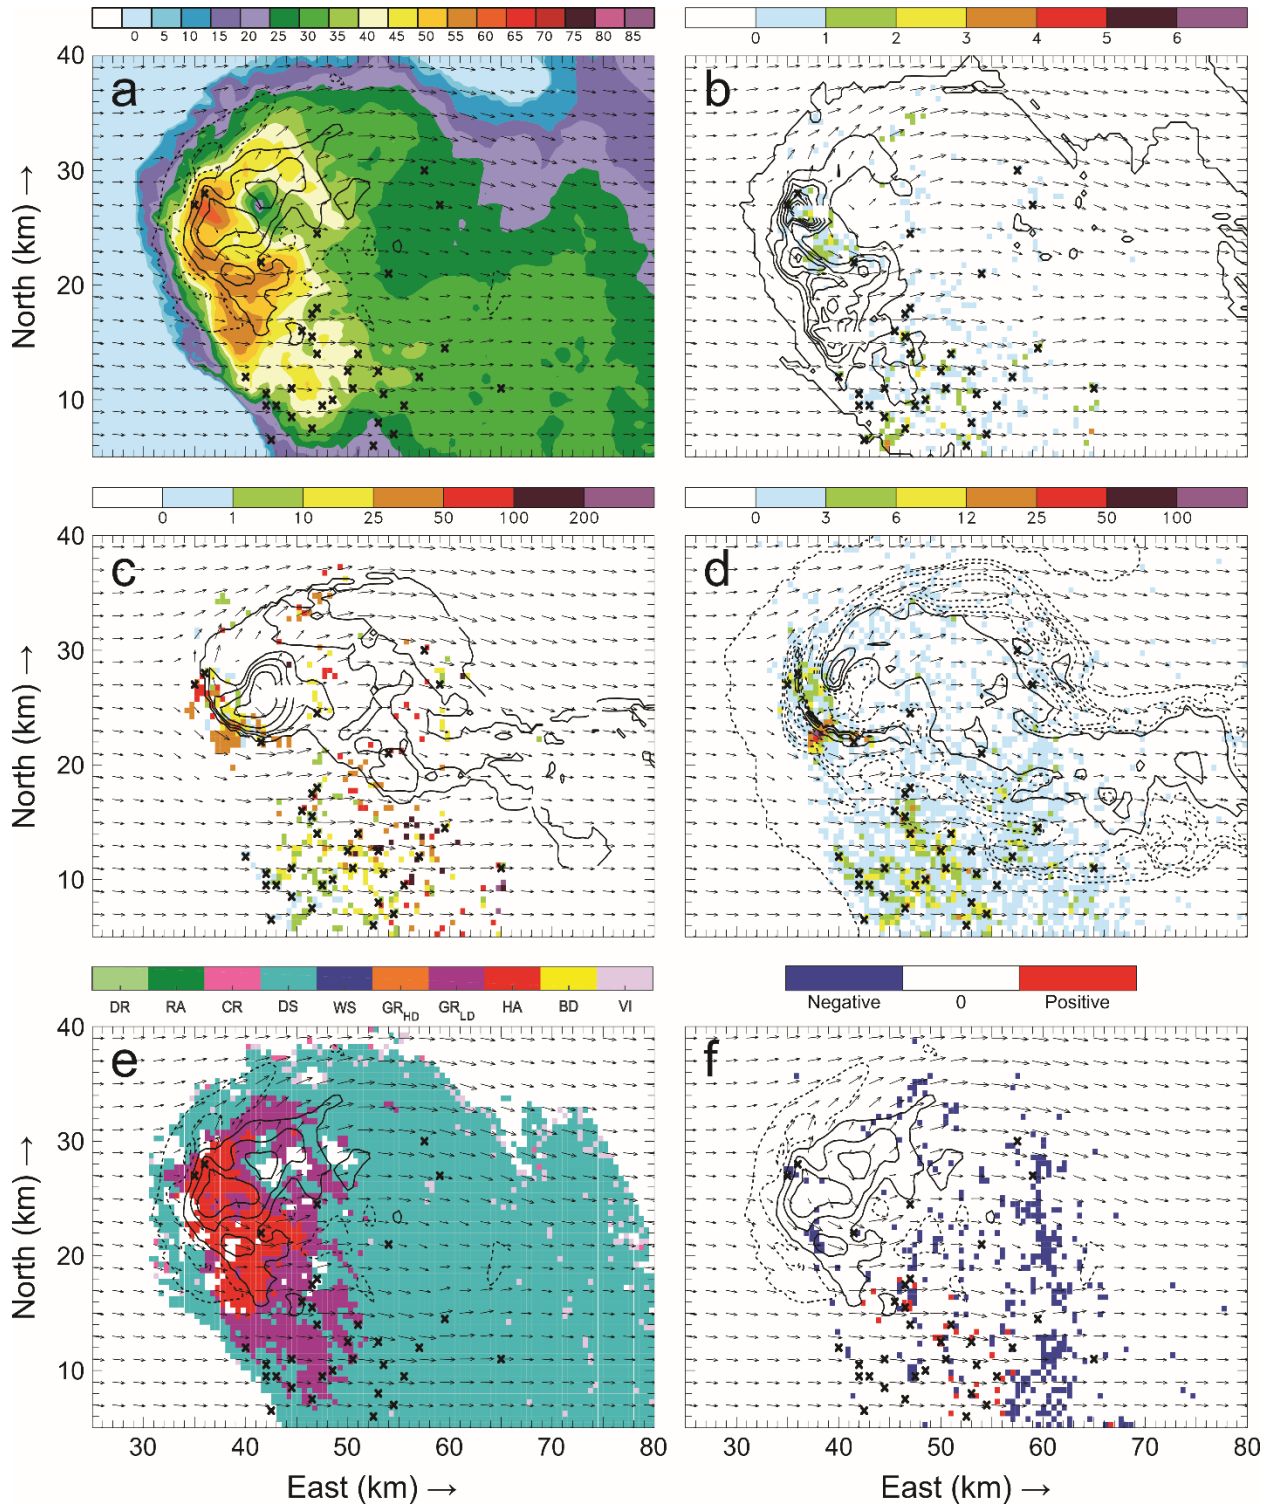 0 5 10 15 20 25 30 35 40 45 50 55 60 65 70 75 80 85
0 1 2 3 4 5 6
a
b
40
30
20
10
North (km) →
0 1 10 25 50 100 200
0 3 6 12 25 50 100
c
d
40
30
20
10
North (km) →
DR RA CR DS WS GR HD GR LD HA BD VI
Negative 0 Positive
e
f
40
30
20
10
North (km) →
30 40 50 60 70 80
30 40 50 60 70 80
East (km) →
East (km) →